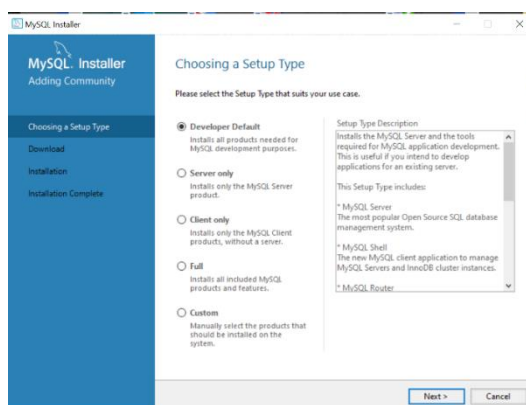 MySQL Installer
MySQL. Installer
Adding Community
Choosing a Setup Type
Download
Installation
Installation Complete
Choosing a Setup Type
Please select the Setup Type that suits your use case.
Developer Default
Installs all products needed for
MySQL development purposes.
Server only
Installs only the MySQL Server
product.
Client only
Installs only the MySQL Client
products, without a server.
Full
Installs all included MySQL
products and features.
Custom
Manually select the products that
should be installed on the
system.
Setup Type Description
Installs the MySQL Server and the tools
required for MySQL application development.
This is useful if you intend to develop
applications for an existing server.
This Setup Type includes:
* MySQL Server
The most popular Open Source SQL database
management system.
* MySQL Shell
The new MySQL client application to manage
MySQL Servers and InnoDB cluster instances.
* MySQL Router
Next >
Cancel